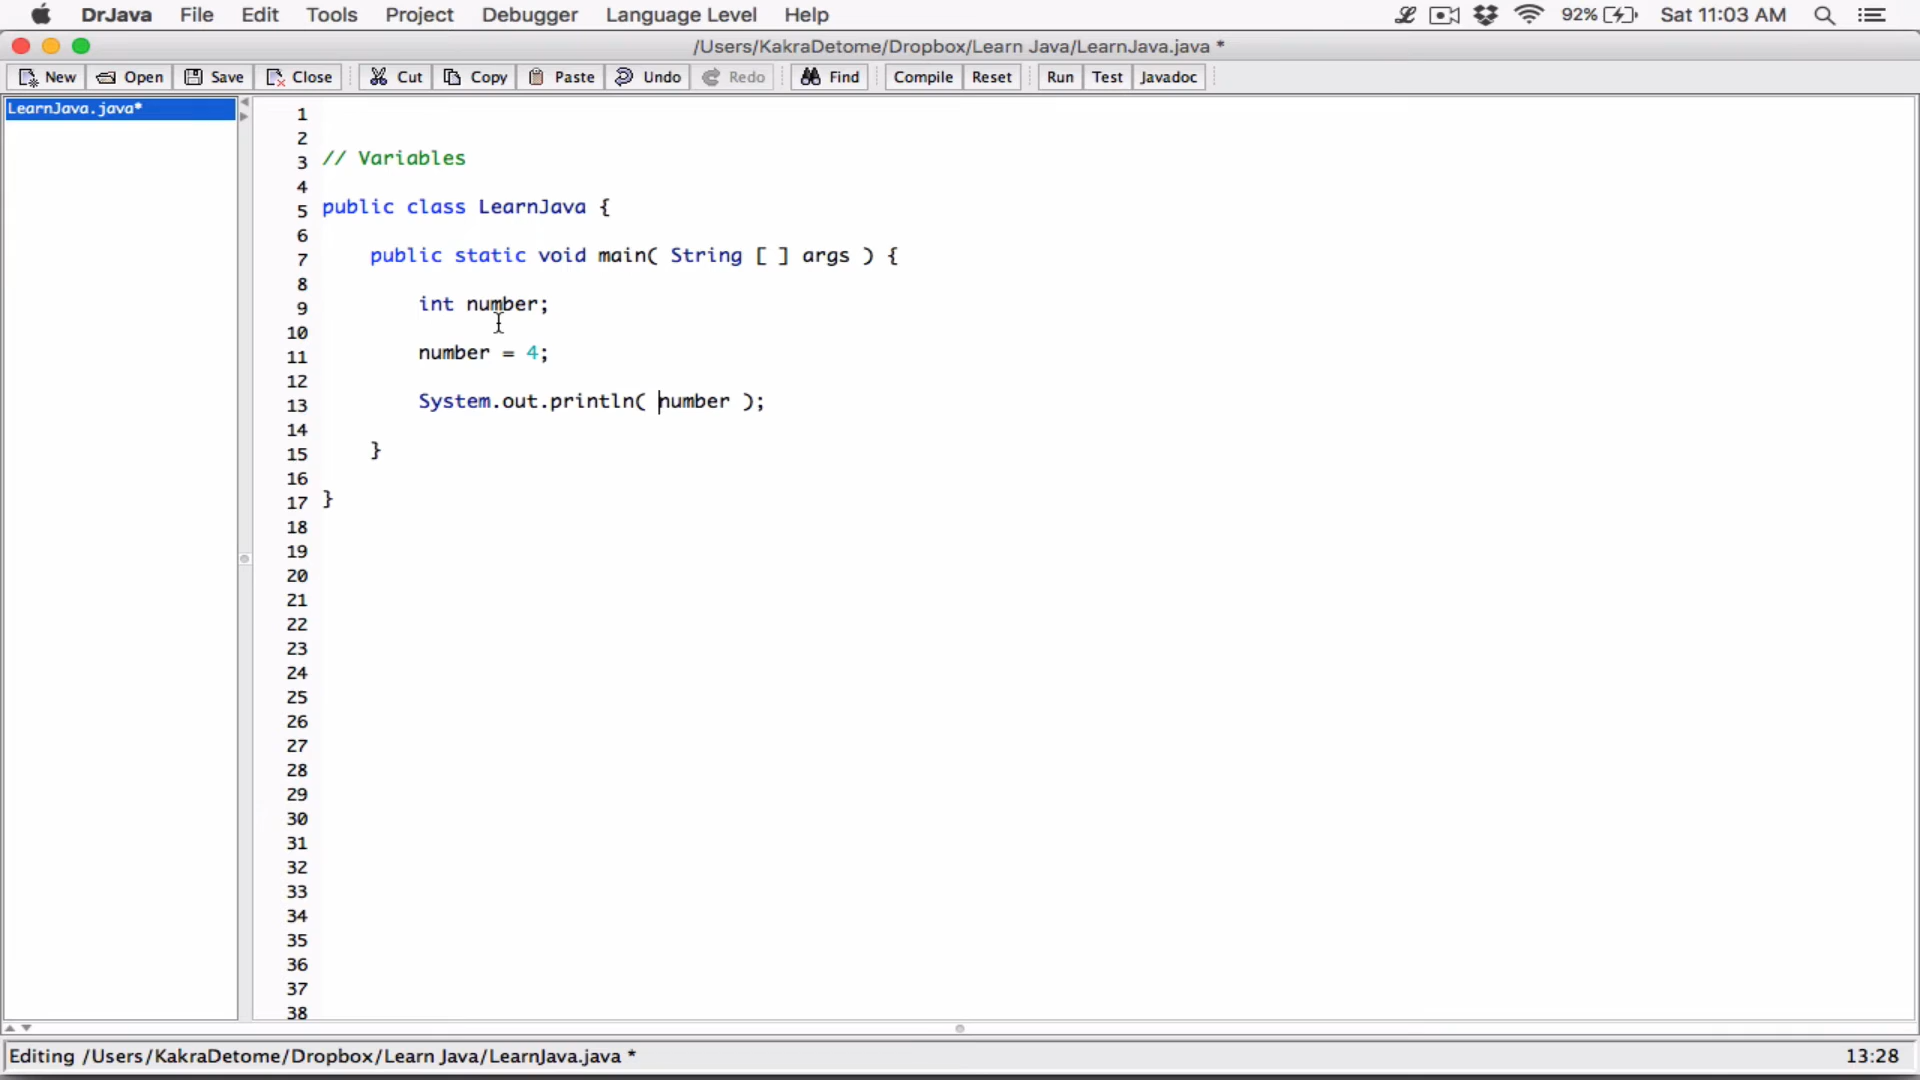 DrJava File Edit Tools Project Debugger Language Level Help 92% Sat 11:03 AM
/Users/KakraDetome/Dropbox/Learn Java/LearnJava.java *
New Open Save Close Cut Copy Paste Undo Redo Find Compile Reset Run Test Javadoc
LearnJava.java*
1
2
3 // Variables
4
5 public class LearnJava {
6
7 public static void main( String [ ] args ) {
8
9 int number;
10
11 number = 4;
12
13 System.out.println( number );
14
15 }
16
17 }
18
19
20
21
22
23
24
25
26
27
28
29
30
31
32
33
34
35
36
37
38
Editing /Users/KakraDetome/Dropbox/Learn Java/LearnJava.java * 13:28